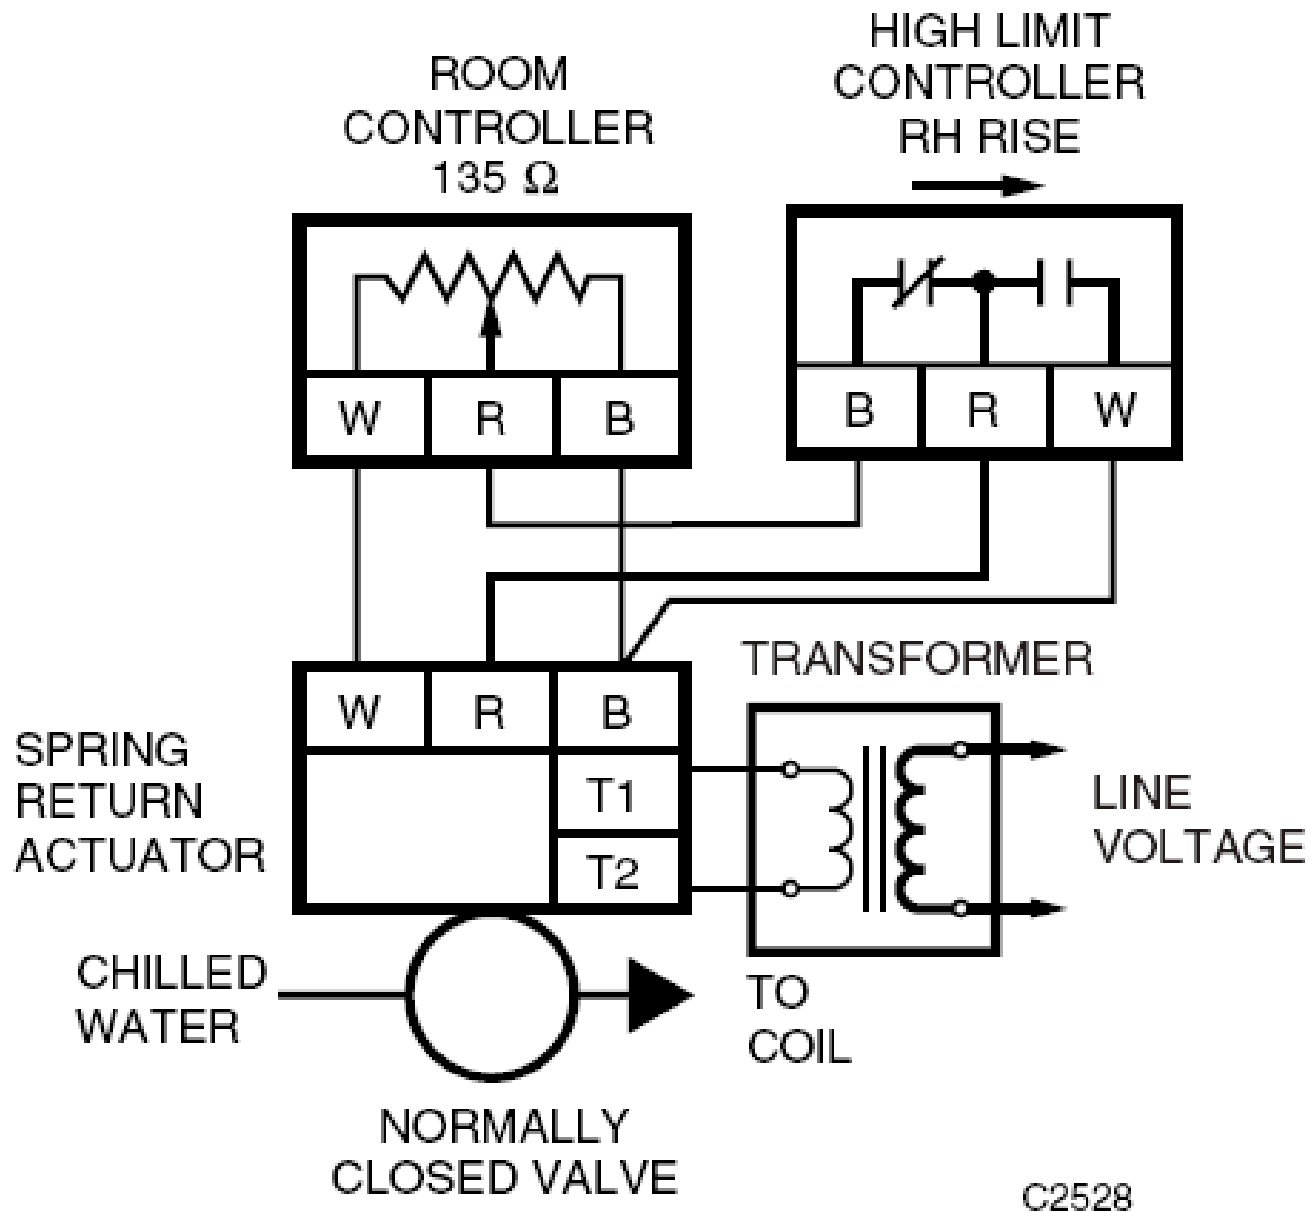 ROOM
CONTROLLER
135 Ω
HIGH LIMIT
CONTROLLER
RH RISE
W R B
B R W
W R B
T1
T2
SPRING
RETURN
ACTUATOR
TRANSFORMER
LINE
VOLTAGE
CHILLED
WATER
TO
COIL
NORMALLY
CLOSED VALVE
C2528